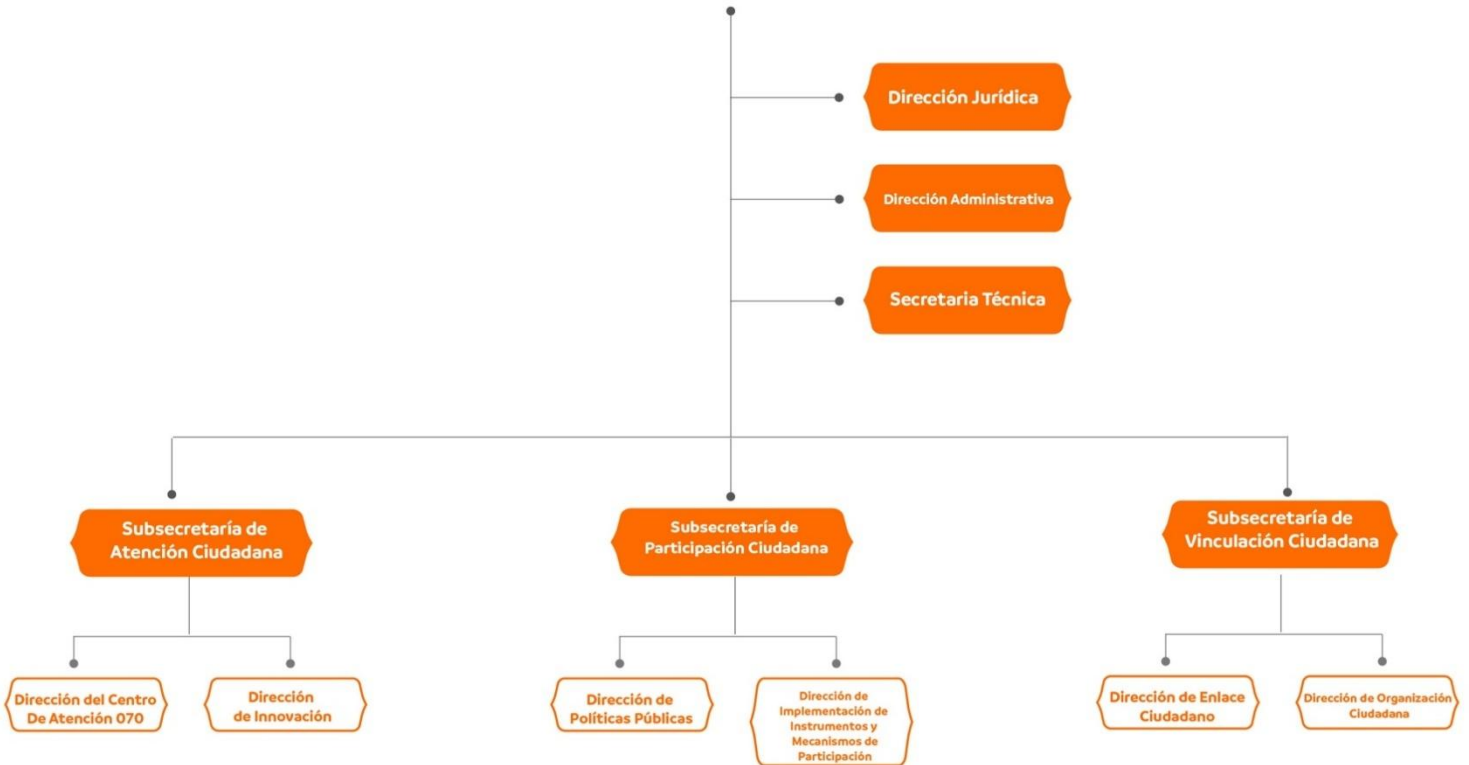 Dirección Jurídica
Dirección Administrativa
Secretaria Técnica
Subsecretaría de
Atención Ciudadana
Subsecretaría de
Participación Ciudadana
Subsecretaría de
Vinculación Ciudadana
Dirección del Centro
De Atención 070
Dirección
de Innovación
Dirección de
Políticas Públicas
Dirección de
Implementación de
Instrumentos y
Mecanismos de
Participación
Dirección de Enlace
Ciudadano
Dirección de Organización
Ciudadana